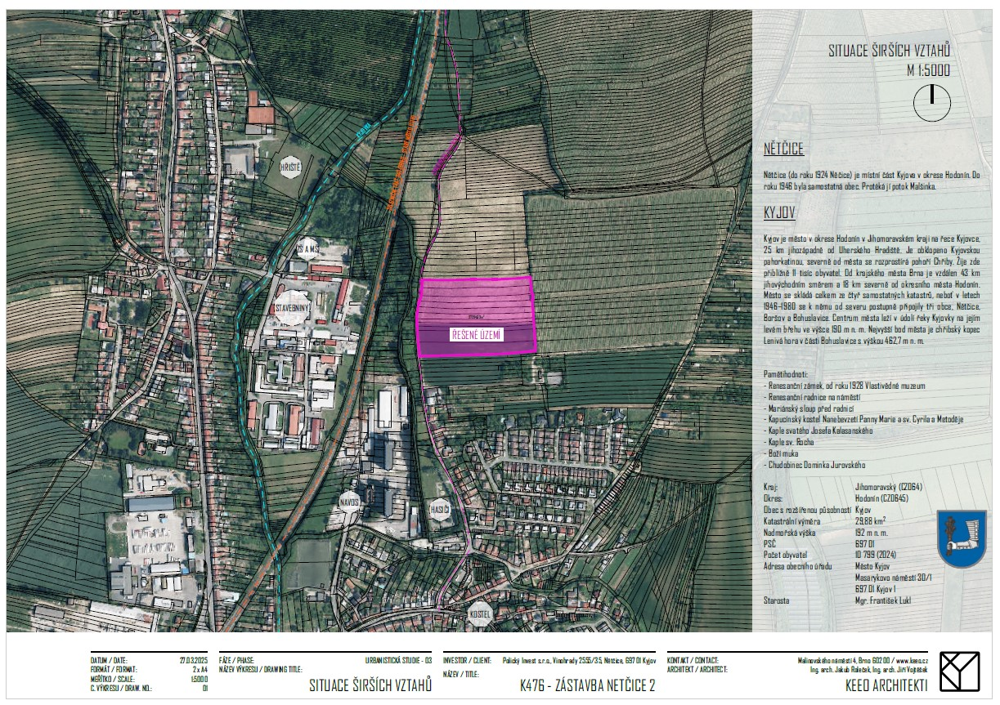 SITUACE ŠIRŠÍCH VZTAHŮ
M 1:5000
NĚTČICE
Nětčice (do roku 1924 Něčice) je místní část Kyjova v okrese Hodonín. Do
roku 1946 byla samostatná obec. Protéká jí potok Malšinka.
KYJOV
Kyjov je město v okrese Hodonín v Jihomoravském kraji na řece Kyjovce,
25 km jihozápadně od Uherského Hradiště. Je obklopeno Kyjovskou
pahorkatinou, severně od města se rozprostírá pohoří Chřiby. Žije zde
přibližně 11 tisíc obyvatel. Od krajského města Brna je vzdálen 43 km
jihovýchodním směrem a 18 km severně od okresního města Hodonín.
Město se skládá celkem ze čtyř samostatných katastrů, neboť v letech
1946–1980 se k němu od severu postupně připojily tři obce, Nětčice,
Boršov a Bohuslavice. Centrum města leží v údolí řeky Kyjovky na jejím
levém břehu ve výšce 190 m n. m. Nejvyšší bod města je chřibský kopec
Lenivá hora v části Bohuslavice s výškou 462,7 m n. m.
Pamětihodnoti:
- Renesanční zámek, od roku 1928 Vlastivědné muzeum
- Renesanční radnice na náměstí
- Mariánský sloup před radnicí
- Kapucínský kostel Nanebevzetí Panny Marie a sv. Cyrila a Metoděje
- Kaple svatého Josefa Kalasanského
- Kaple sv. Rocha
- Boží muka
- Chudobinec Dominika Jurovského
Kraj: Jihomoravský (CZ064)
Okres: Hodonín (CZ0645)
Obec s rozšířenou působností Kyjov
Katastrální výměra 29,88 km²
Nadmořská výška 192 m n. m.
PSČ 697 01
Počet obyvatel 10 799 (2024)
Adresa obecního úřadu Město Kyjov
Masarykovo náměstí 30/1
697 01 Kyjov 1
Starosta Mgr. František Lukl
HŘIŠTĚ
ZŠ A MŠ
STAVEBNINY
ŘEŠENÉ ÚZEMÍ
NAVOS
HASIČI
KOSTEL
DATUM / DATE: 27.03.2025
FORMÁT / FORMAT: 2 x A4
MĚŘÍTKO / SCALE: 1:5000
Č. VÝKRESU / DRAW. NO.: 01
FÁZE / PHASE: URBANISTICKÁ STUDIE - 03
NÁZEV VÝKRESU / DRAWING TITLE:
SITUACE ŠIRŠÍCH VZTAHŮ
INVESTOR / CLIENT: Polický Invest s.r.o., Vinohrady 2555/35, Nětčice, 697 01 Kyjov
NÁZEV / TITLE:
K476 - ZÁSTAVBA NETČICE 2
KONTAKT / CONTACT: Malinovského náměstí 4, Brno 602 00 / www.keeo.cz
ARCHITEKT / ARCHITECT: Ing. arch. Jakub Roleček, Ing. arch. Jiří Vojtěšek
KEEO ARCHITEKTI